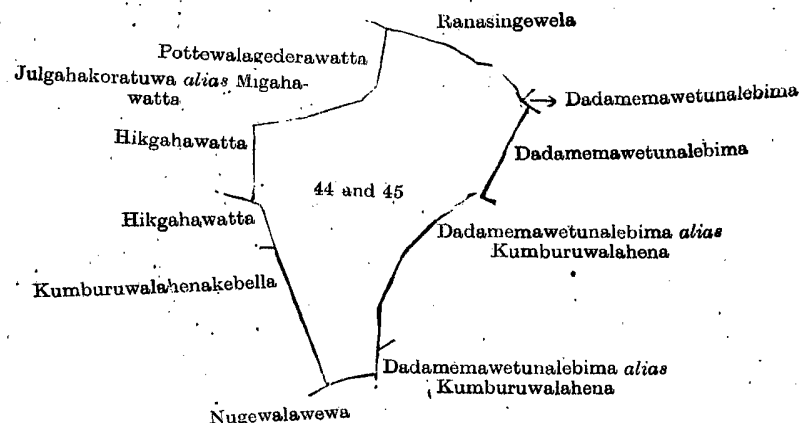 Ranasingewela
Pottewalagederawatta
Julgahakoratuwa alias Migaha-
watta
Dadamemawetunalebima
Hikgahawatta
Dadamemawetunalebima
44 and 45
Hikgahawatta
Dadamemawetunalebima alias
Kumburuwalahena
Kumburuwalahenakebella
Dadamemawetunalebima alias
Kumburuwalahena
Nugewalawewa